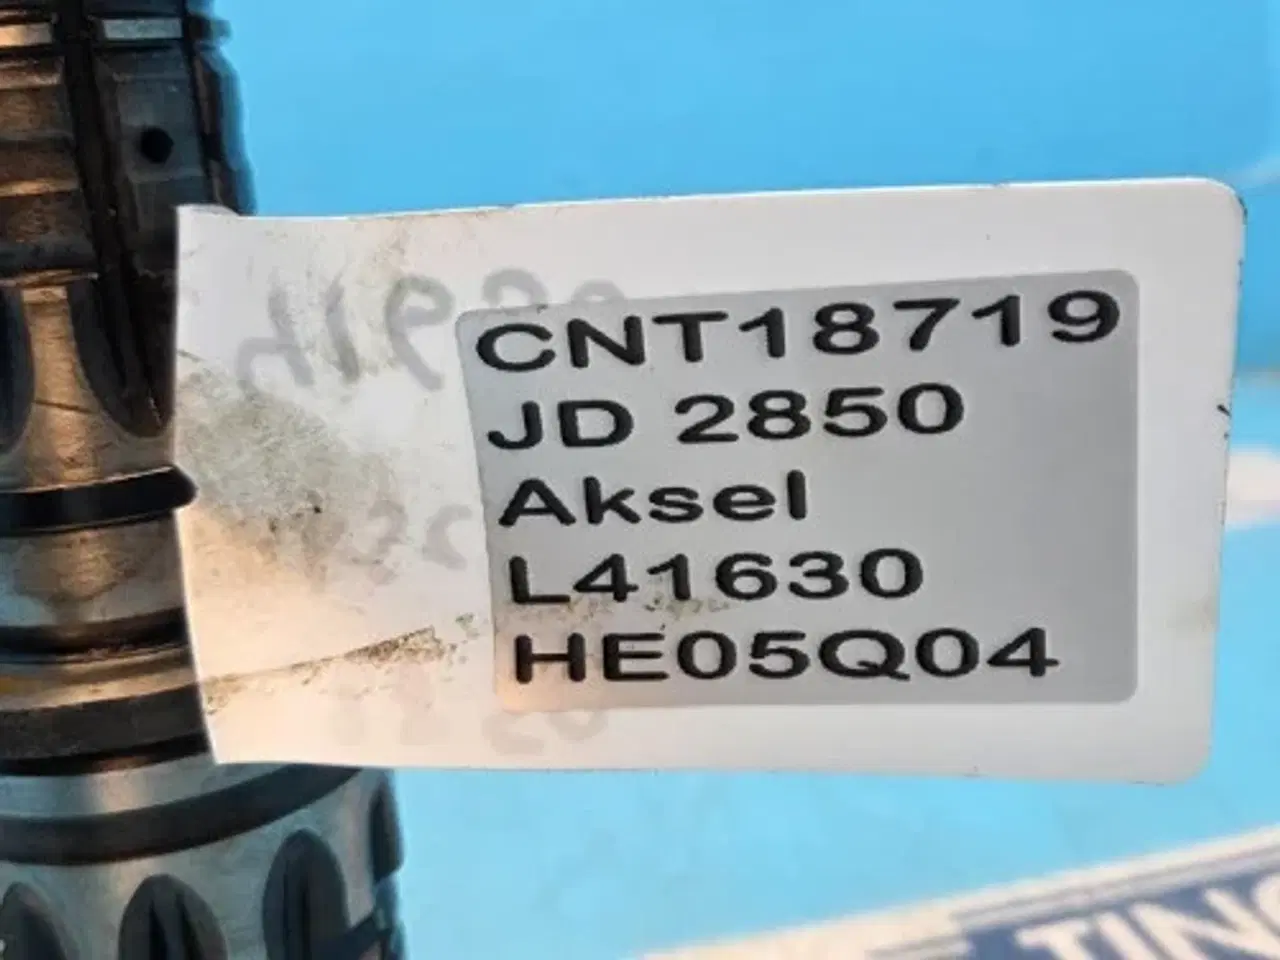 CNT18719
JD 2850
Aksel
L41630
HE05Q04